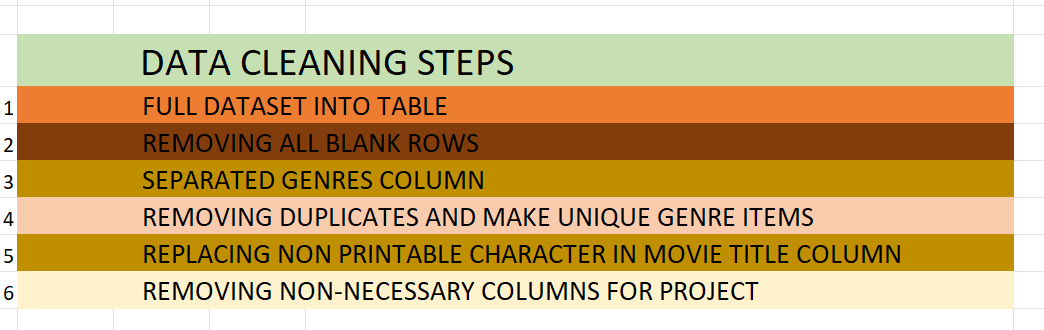 DATA CLEANING STEPS
1 FULL DATASET INTO TABLE
2 REMOVING ALL BLANK ROWS
3 SEPARATED GENRES COLUMN
4 REMOVING DUPLICATES AND MAKE UNIQUE GENRE ITEMS
5 REPLACING NON PRINTABLE CHARACTER IN MOVIE TITLE COLUMN
6 REMOVING NON-NECESSARY COLUMNS FOR PROJECT